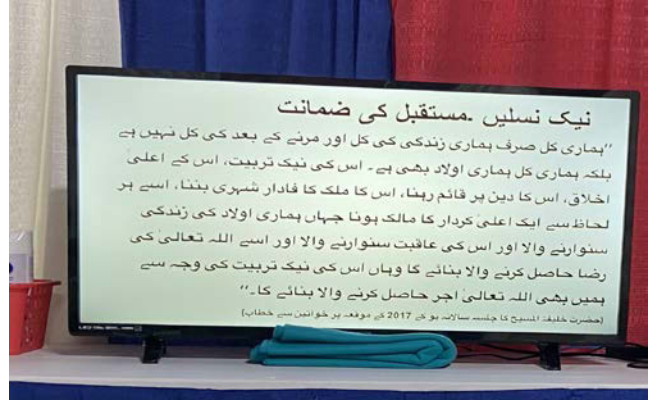 نیک نسلیں .مستقبل کی ضمانت
”ہماری کل صرف ہماری زندگی کی کل اور مرنے کے بعد کی کل نہیں ہے
بلکہ ہماری کل ہماری اولاد بھی ہے۔ اس کی نیک تربیت، اس کے اعلیٰ
اخلاق، اس کا دین پر قائم رہنا، اس کا ملک کا فادار شہری بننا، اسے ہر
لحاظ سے ایک اعلیٰ کردار کا مالک ہونا جہاں ہماری اولاد کی زندگی
سنوارنے والا اور اس کی عاقبت سنوارنے والا اور اسے اللہ تعالیٰ کی
رضا حاصل کرنے والا بنائے گا وہاں اس کی نیک تربیت کی وجہ سے
ہمیں بھی اللہ تعالیٰ اجر حاصل کرنے والا بنائے گا۔“
(حضرت خلیفۃ المسیح کا جلسہ سالانہ یو کے 2017 کے موقعہ پر خواتین سے خطاب)